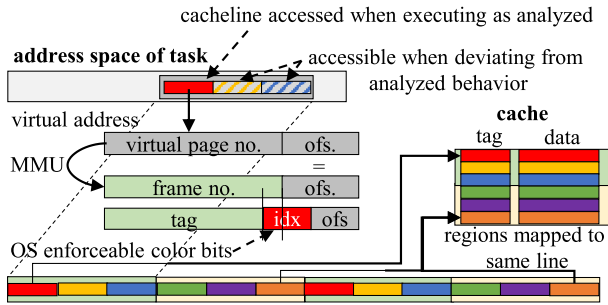 cacheline accessed when executing as analyzed
address space of task
accessible when deviating from
analyzed behavior
virtual address
cache
virtual page no.
ofs.
tag
data
MMU
=
frame no.
ofs.
tag
idx
ofs
OS enforceable color bits
regions mapped to
same line